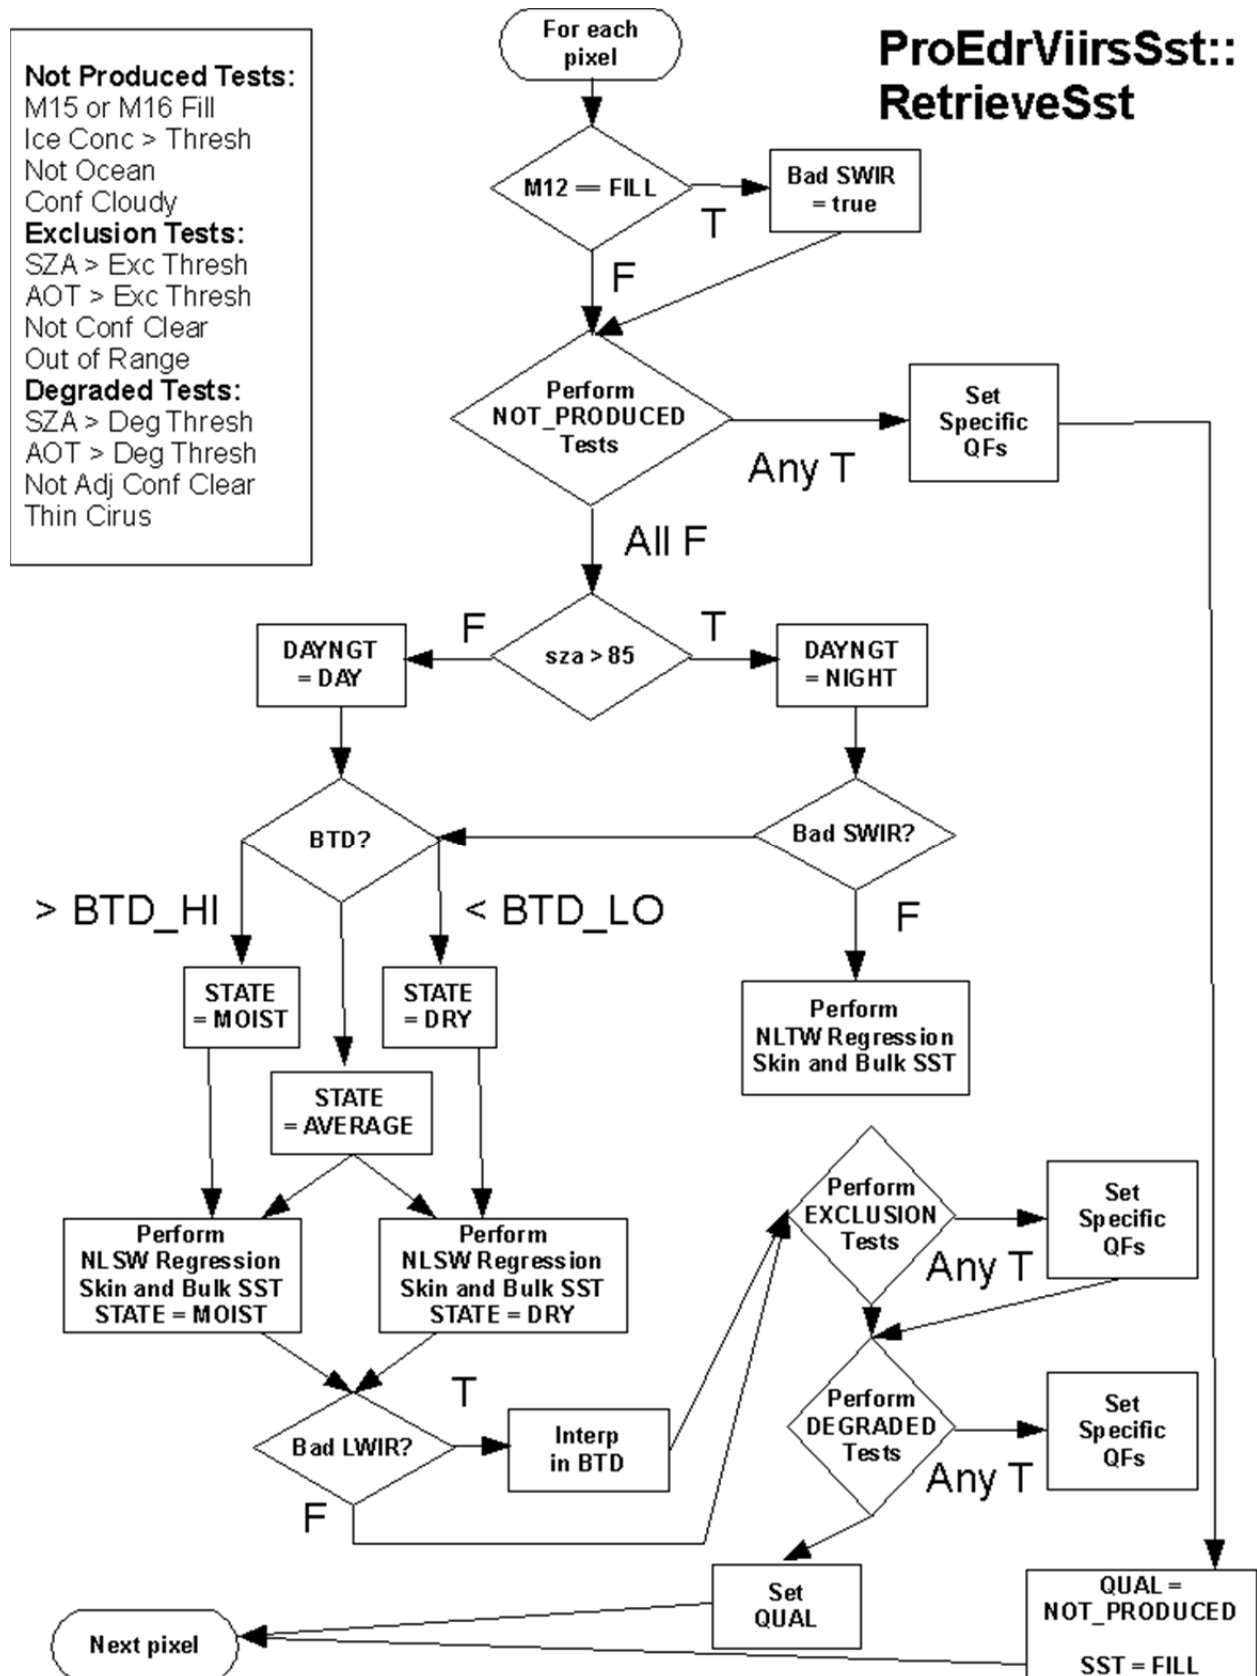 For each
pixel
ProEdrViirsSst::
RetrieveSst
Not Produced Tests:
M15 or M16 Fill
Ice Conc > Thresh
Not Ocean
Conf Cloudy
Exclusion Tests:
SZA > Exc Thresh
AOT > Exc Thresh
Not Conf Clear
Out of Range
Degraded Tests:
SZA > Deg Thresh
AOT > Deg Thresh
Not Adj Conf Clear
Thin Cirus
M12 == FILL
T
Bad SWIR
= true
F
Perform
NOT_PRODUCED
Tests
Any T
Set
Specific
QFs
All F
sza > 85
F
T
DAYNGT
= DAY
DAYNGT
= NIGHT
BTD?
Bad SWIR?
> BTD_HI
< BTD_LO
F
STATE
= MOIST
STATE
= DRY
Perform
NLTW Regression
Skin and Bulk SST
STATE
= AVERAGE
Perform
NLSW Regression
Skin and Bulk SST
STATE = MOIST
Perform
NLSW Regression
Skin and Bulk SST
STATE = DRY
Perform
EXCLUSION
Tests
Any T
Set
Specific
QFs
Bad LWIR?
T
F
Interp
in BTD
Perform
DEGRADED
Tests
Any T
Set
Specific
QFs
Set
QUAL
QUAL =
NOT_PRODUCED
SST = FILL
Next pixel